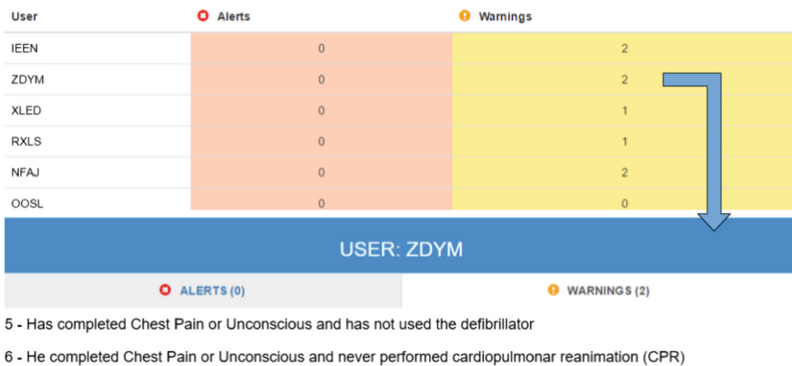 User Alerts Warnings
IEEN 0 2
ZDYM 0 2
XLED 0 1
RXLS 0 1
NFAJ 0 2
OOSL 0 0
USER: ZDYM
ALERTS (0) WARNINGS (2)
5 - Has completed Chest Pain or Unconscious and has not used the defibrillator
6 - He completed Chest Pain or Unconscious and never performed cardiopulmonar reanimation (CPR)